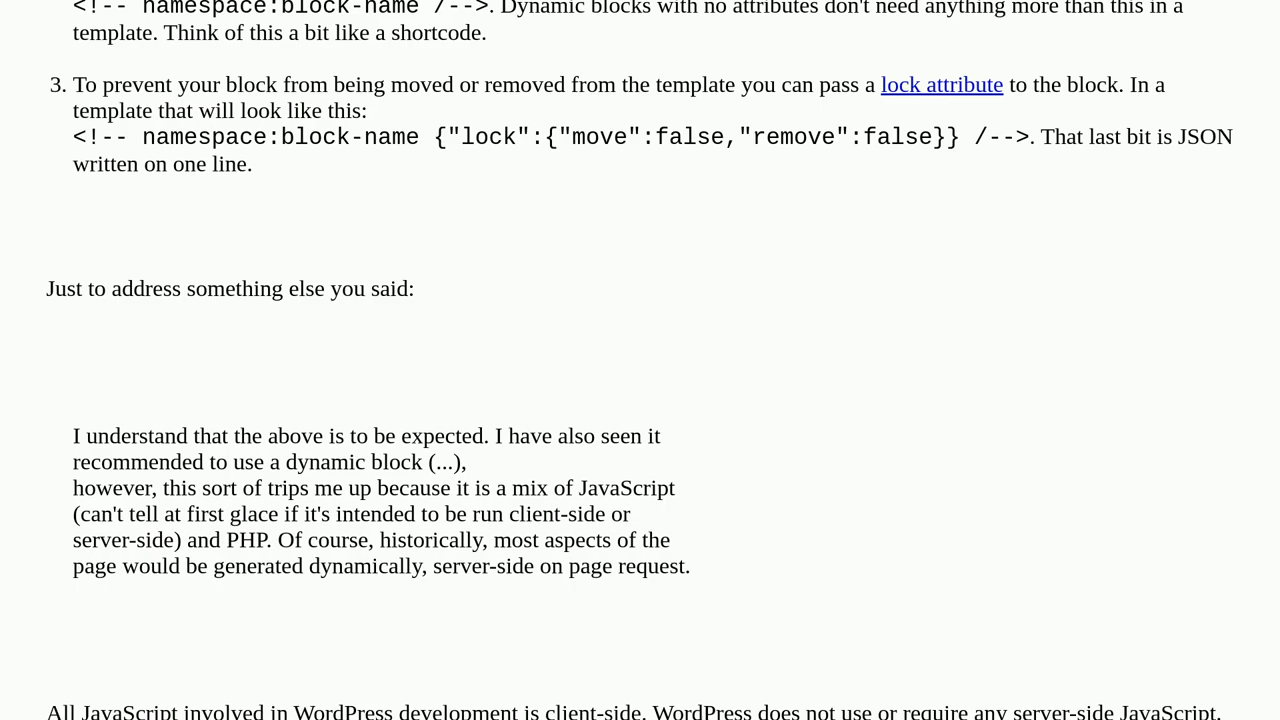 <!-- namespace:block-name /-->. Dynamic blocks with no attributes don't need anything more than this in a
template. Think of this a bit like a shortcode.
3. To prevent your block from being moved or removed from the template you can pass a lock attribute to the block. In a
template that will look like this:
<!-- namespace:block-name {"lock":{"move":false,"remove":false}} /-->. That last bit is JSON
written on one line.
Just to address something else you said:
I understand that the above is to be expected. I have also seen it
recommended to use a dynamic block (...),
however, this sort of trips me up because it is a mix of JavaScript
(can't tell at first glace if it's intended to be run client-side or
server-side) and PHP. Of course, historically, most aspects of the
page would be generated dynamically, server-side on page request.
All JavaScript involved in WordPress development is client-side. WordPress does not use or require any server-side JavaScript.